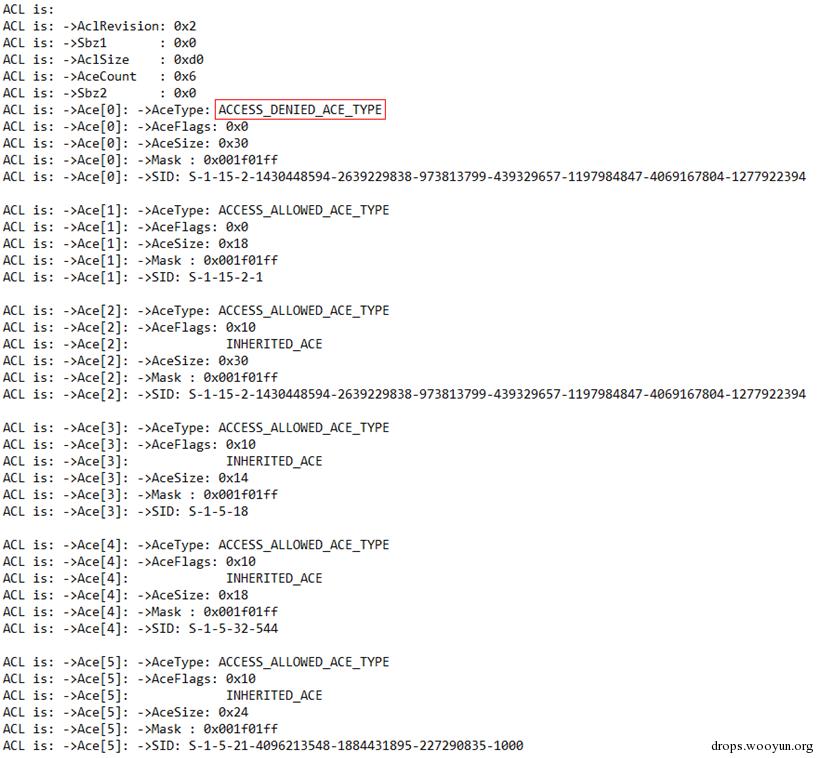 ACL is:
ACL is: ->AclRevision: 0x2
ACL is: ->Sbz1      : 0x0
ACL is: ->AclSize   : 0xd0
ACL is: ->AceCount  : 0x6
ACL is: ->Sbz2      : 0x0
ACL is: ->Ace[0]: ->AceType: ACCESS_DENIED_ACE_TYPE
ACL is: ->Ace[0]: ->AceFlags: 0x0
ACL is: ->Ace[0]: ->AceSize: 0x30
ACL is: ->Ace[0]: ->Mask : 0x001f01ff
ACL is: ->Ace[0]: ->SID: S-1-15-2-1430448594-2639229838-973813799-439329657-1197984847-4069167804-1277922394
ACL is: ->Ace[1]: ->AceType: ACCESS_ALLOWED_ACE_TYPE
ACL is: ->Ace[1]: ->AceFlags: 0x0
ACL is: ->Ace[1]: ->AceSize: 0x18
ACL is: ->Ace[1]: ->Mask : 0x001f01ff
ACL is: ->Ace[1]: ->SID: S-1-15-2-1
ACL is: ->Ace[2]: ->AceType: ACCESS_ALLOWED_ACE_TYPE
ACL is: ->Ace[2]: ->AceFlags: 0x10
ACL is: ->Ace[2]:             INHERITED_ACE
ACL is: ->Ace[2]: ->AceSize: 0x30
ACL is: ->Ace[2]: ->Mask : 0x001f01ff
ACL is: ->Ace[2]: ->SID: S-1-15-2-1430448594-2639229838-973813799-439329657-1197984847-4069167804-1277922394
ACL is: ->Ace[3]: ->AceType: ACCESS_ALLOWED_ACE_TYPE
ACL is: ->Ace[3]: ->AceFlags: 0x10
ACL is: ->Ace[3]:             INHERITED_ACE
ACL is: ->Ace[3]: ->AceSize: 0x14
ACL is: ->Ace[3]: ->Mask : 0x001f01ff
ACL is: ->Ace[3]: ->SID: S-1-5-18
ACL is: ->Ace[4]: ->AceType: ACCESS_ALLOWED_ACE_TYPE
ACL is: ->Ace[4]: ->AceFlags: 0x10
ACL is: ->Ace[4]:             INHERITED_ACE
ACL is: ->Ace[4]: ->AceSize: 0x18
ACL is: ->Ace[4]: ->Mask : 0x001f01ff
ACL is: ->Ace[4]: ->SID: S-1-5-32-544
ACL is: ->Ace[5]: ->AceType: ACCESS_ALLOWED_ACE_TYPE
ACL is: ->Ace[5]: ->AceFlags: 0x10
ACL is: ->Ace[5]:             INHERITED_ACE
ACL is: ->Ace[5]: ->AceSize: 0x24
ACL is: ->Ace[5]: ->Mask : 0x001f01ff
ACL is: ->Ace[5]: ->SID: S-1-5-21-4096213548-1884431895-227290835-1000
drops.wooyun.org